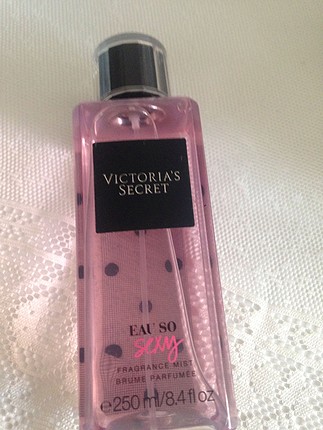 VICTORIA'S
SECRET
EAU SO
sexy
FRAGRANCE MIST
BRUME PARFUMÉE
℮250 ml/8.4 fl oz